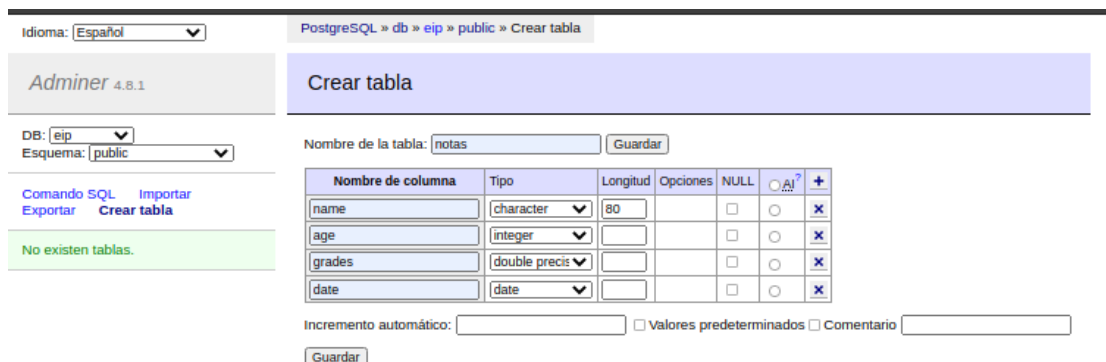 Idioma: Español
PostgreSQL » db » eip » public » Crear tabla
Adminer 4.8.1
Crear tabla
DB: eip
Esquema: public
Comando SQL Importar
Exportar Crear tabla
No existen tablas.
Nombre de la tabla: notas Guardar
Nombre de columna Tipo Longitud Opciones NULL AI? +
name character 80 x
age integer x
grades double precis x
date date x
Incremento automático: Valores predeterminados Comentario
Guardar